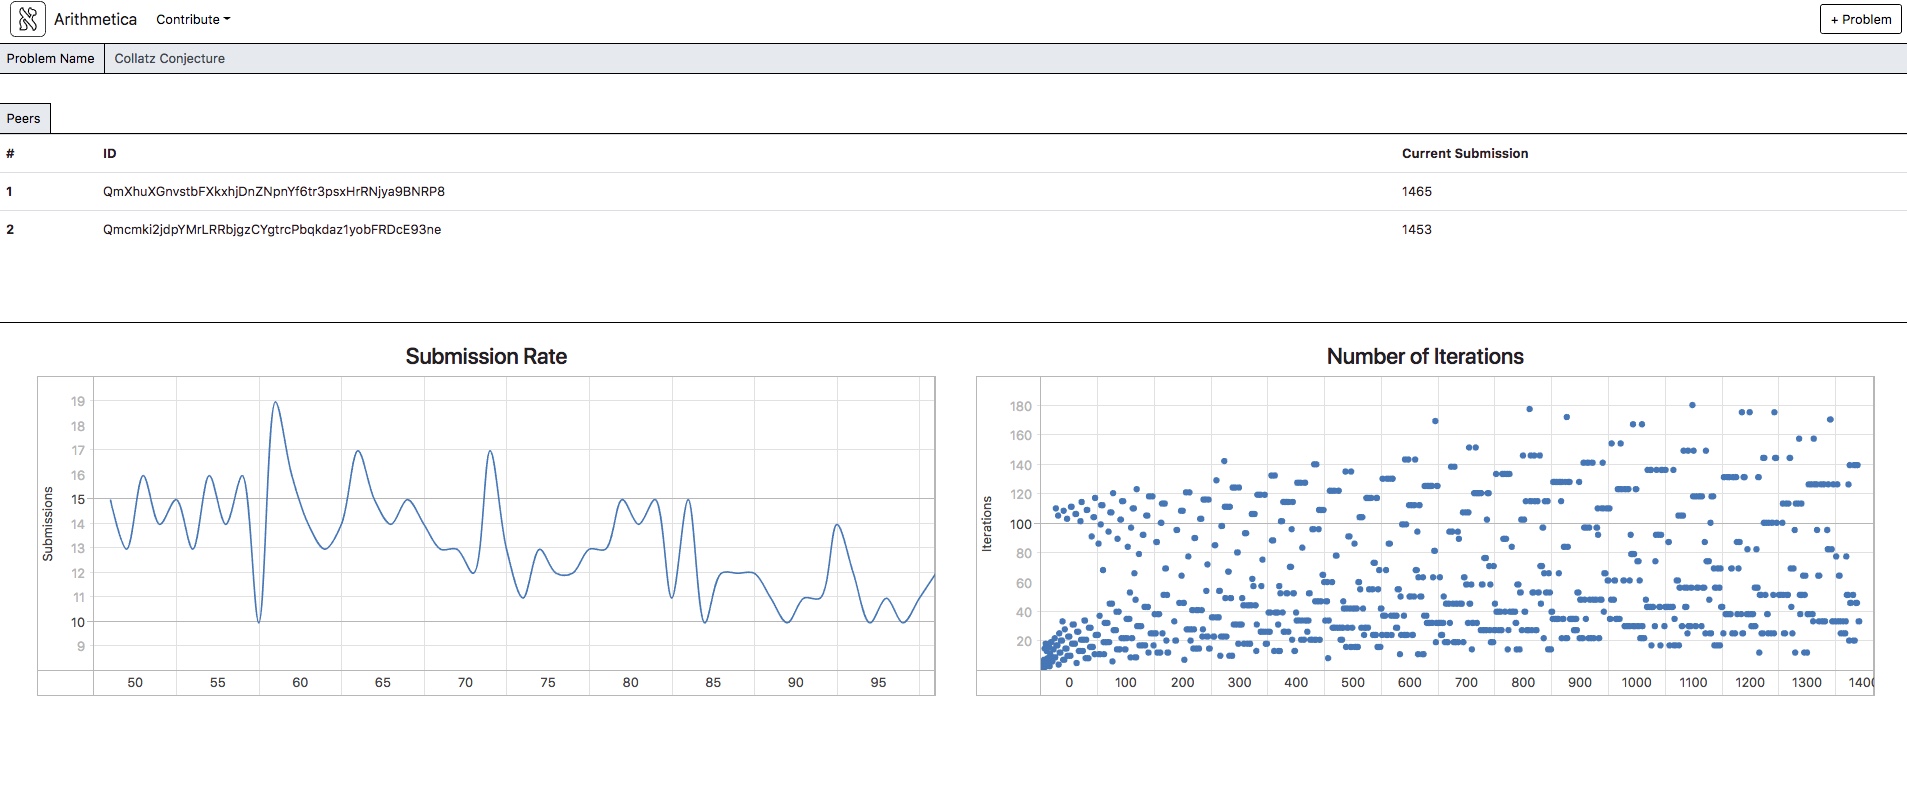 Arithmetica Contribute + Problem
Problem Name Collatz Conjecture
Peers
# ID Current Submission
1 QmXhuXGnvstbFXkxhjDnZNpnYf6tr3psxHrRNjya9BNRP8 1465
2 Qmcmki2jdpYMrLRRbjgzCYgtrcPbqkdaz1yobFRDcE93ne 1453
Submission Rate
Submissions
19
18
17
16
15
14
13
12
11
10
9
50 55 60 65 70 75 80 85 90 95
Number of Iterations
Iterations
180
160
140
120
100
80
60
40
20
0 100 200 300 400 500 600 700 800 900 1000 1100 1200 1300